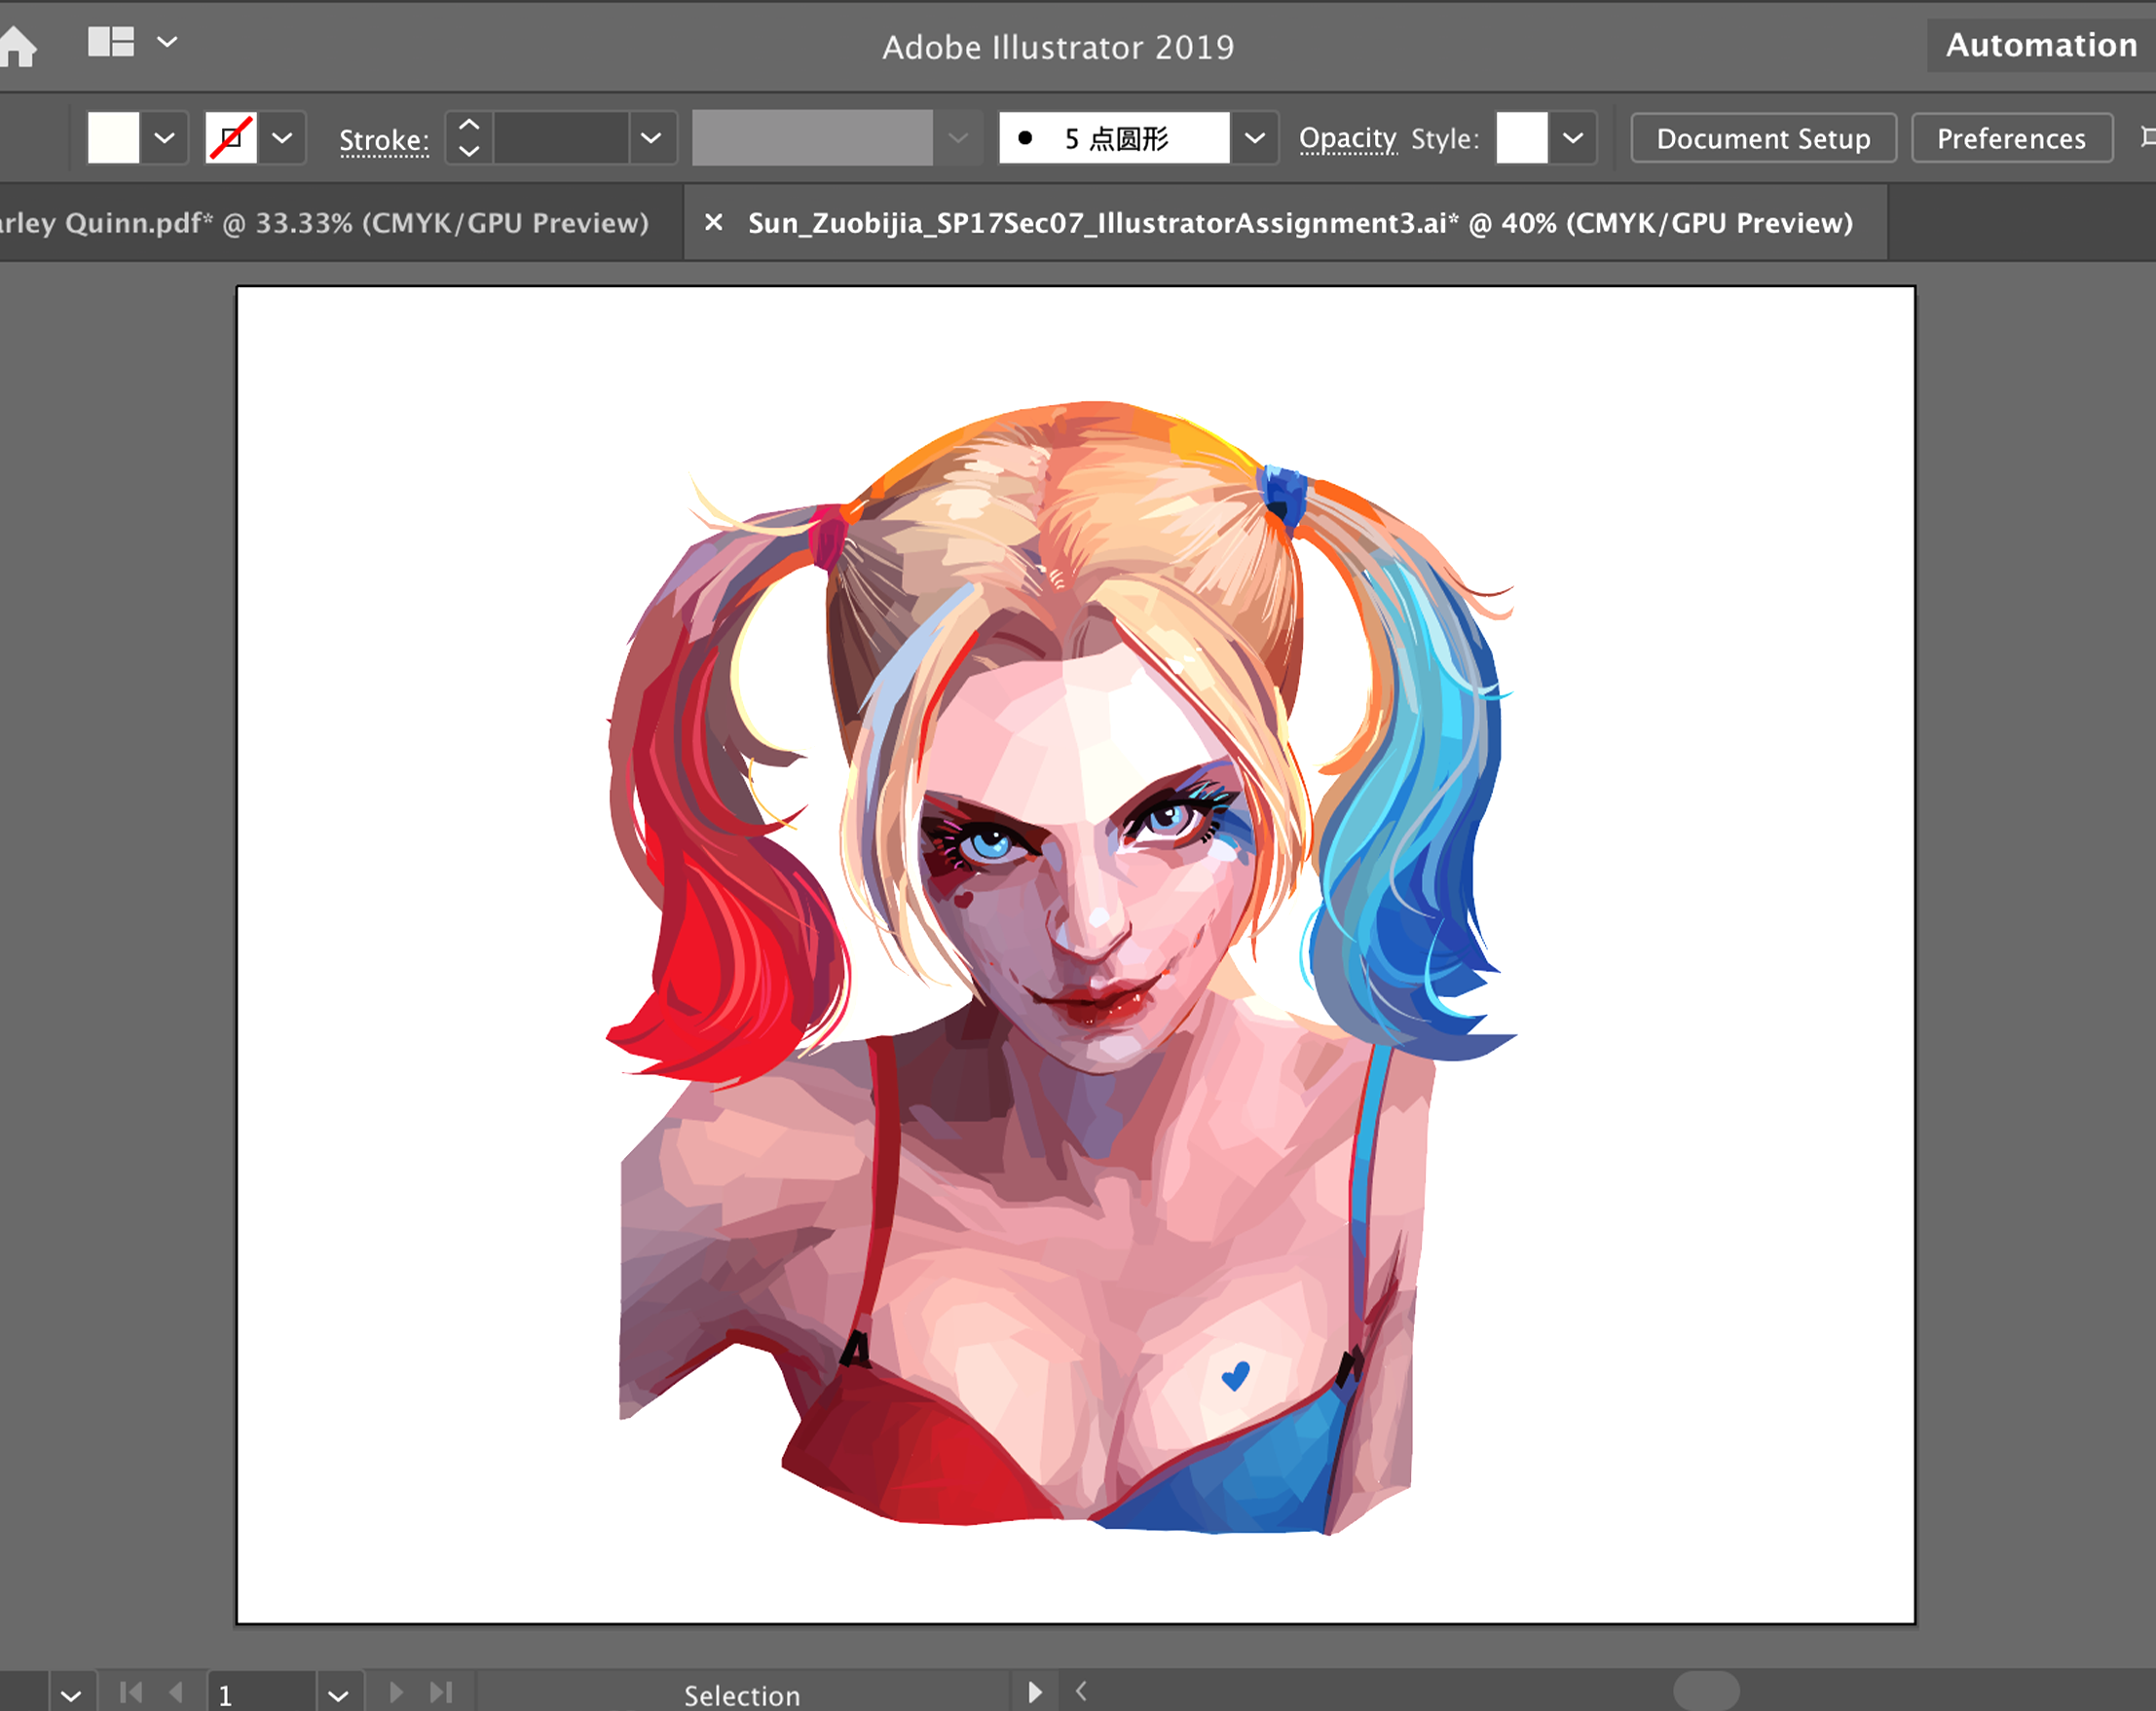 Adobe Illustrator 2019
Automation
Stroke:
5 点圆形
Opacity
Style:
Document Setup
Preferences
rley Quinn.pdf* @ 33.33% (CMYK/GPU Preview)
× Sun_Zuobijia_SP17Sec07_IllustratorAssignment3.ai* @ 40% (CMYK/GPU Preview)
1
Selection